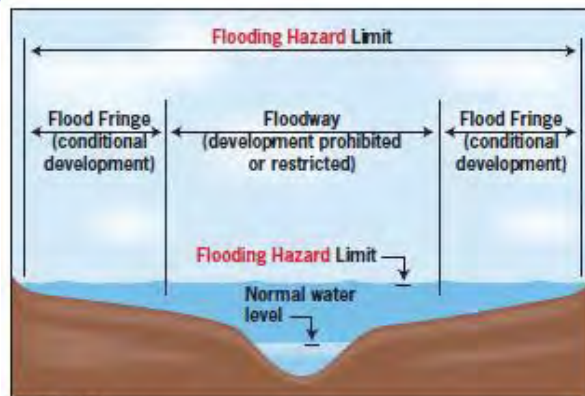 Flooding Hazard Limit
Flood Fringe
(conditional
development)
Floodway
(development prohibited
or restricted)
Flood Fringe
(conditional
development)
Flooding Hazard Limit
Normal water
level